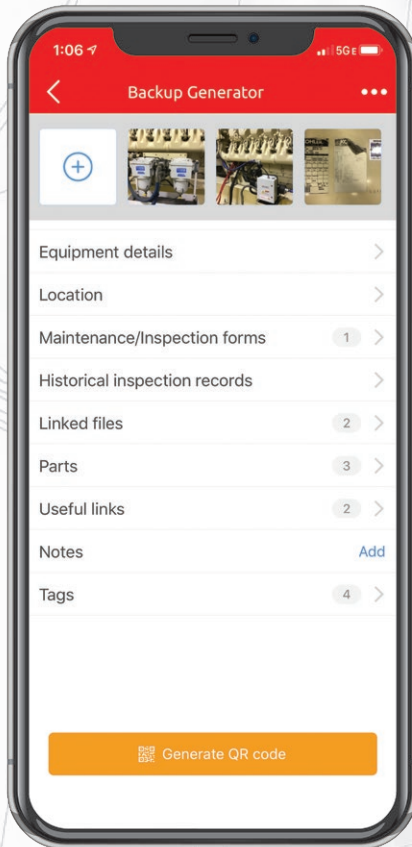 1:06
5G E
Backup Generator
Equipment details
Location
Maintenance/Inspection forms 1
Historical inspection records
Linked files 2
Parts 3
Useful links 2
Notes Add
Tags 4
Generate QR code